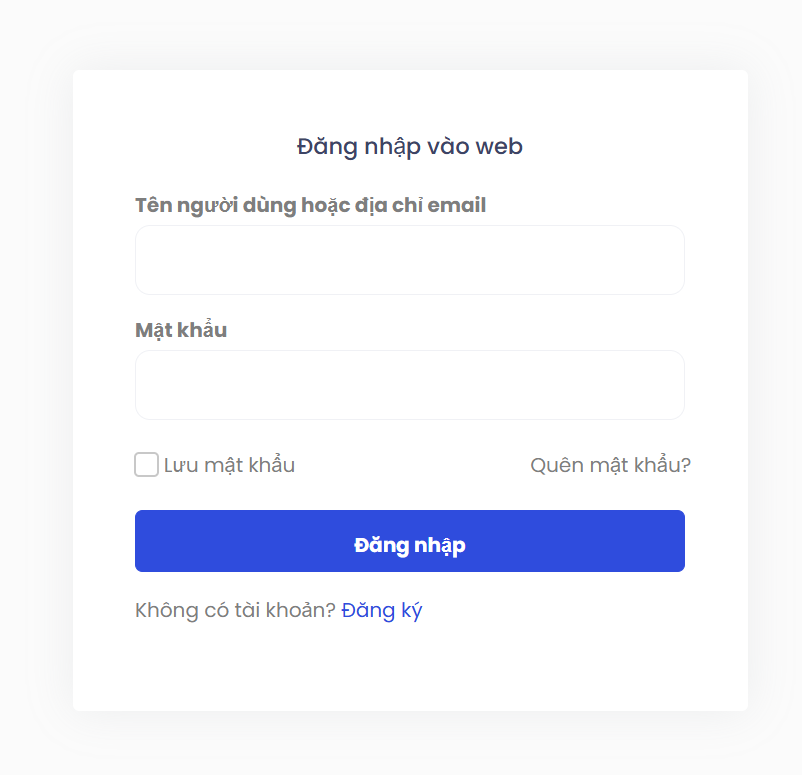 Đăng nhập vào web
Tên người dùng hoặc địa chỉ email
Mật khẩu
Lưu mật khẩu Quên mật khẩu?
Đăng nhập
Không có tài khoản? Đăng ký